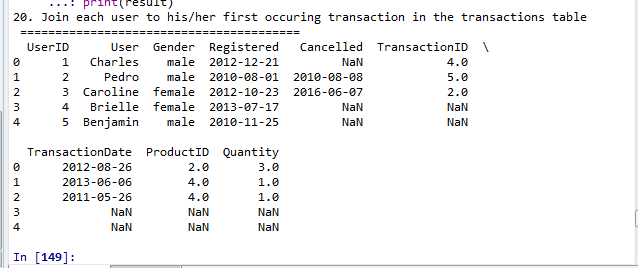 ...: print(result)
20. Join each user to his/her first occuring transaction in the transactions table
========================================
UserID User Gender Registered Cancelled TransactionID \
0 1 Charles male 2012-12-21 NaN 4.0
1 2 Pedro male 2010-08-01 2010-08-08 5.0
2 3 Caroline female 2012-10-23 2016-06-07 2.0
3 4 Brielle female 2013-07-17 NaN NaN
4 5 Benjamin male 2010-11-25 NaN NaN
TransactionDate ProductID Quantity
0 2012-08-26 2.0 3.0
1 2013-06-06 4.0 1.0
2 2011-05-26 4.0 1.0
3 NaN NaN NaN
4 NaN NaN NaN
In [149]: